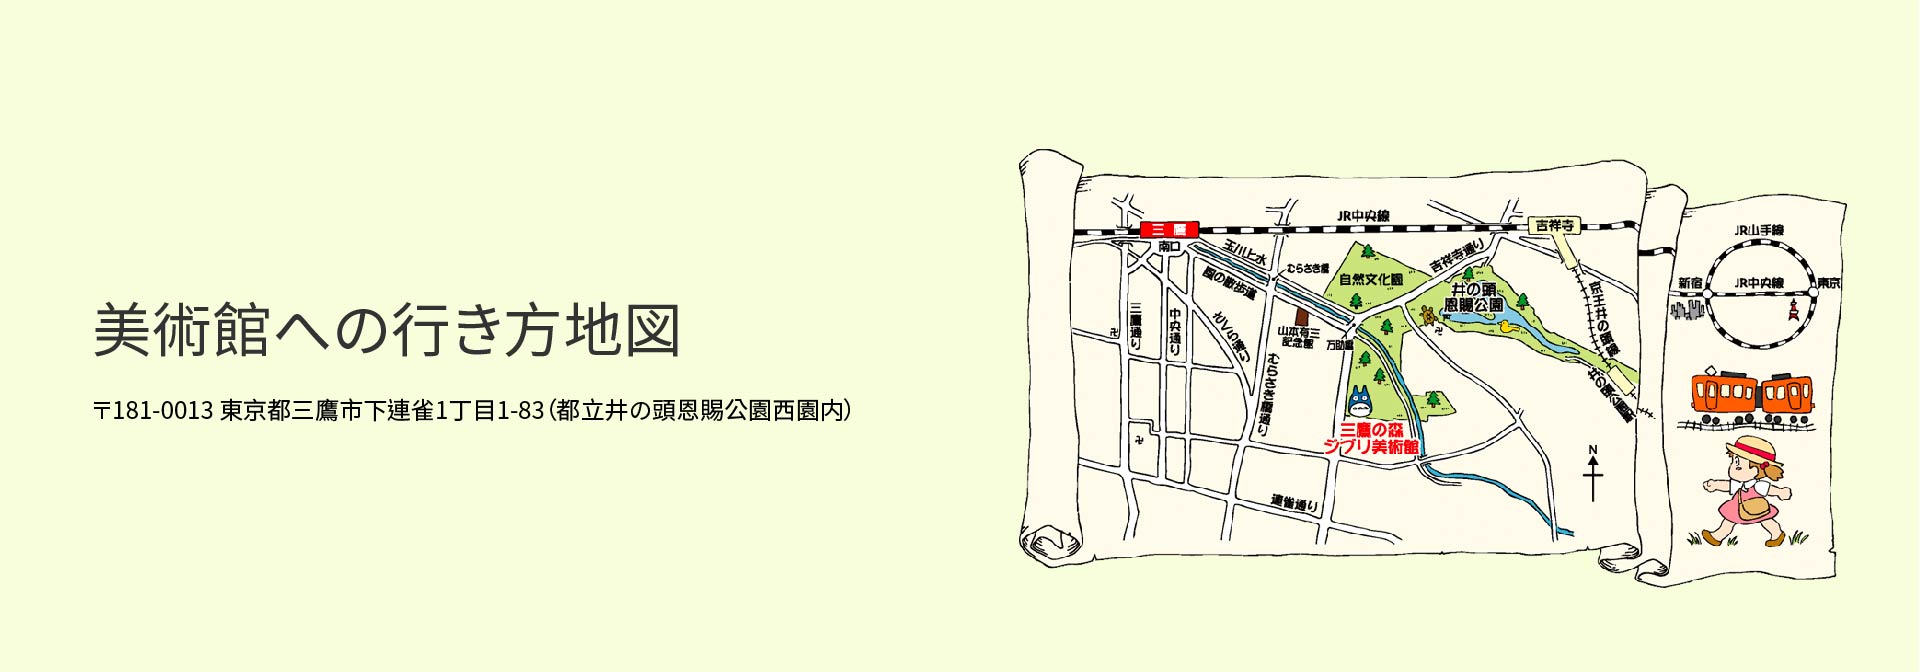 美術館への行き方地図
〒181-0013 東京都三鷹市下連雀1丁目1-83（都立井の頭恩賜公園西園内）
JR中央線
三鷹
南口
吉祥寺
玉川上水
風の散歩道
むらさき橋
自然文化園
吉祥寺通り
井の頭
恩賜公園
京王井の頭線
井の頭公園駅
三鷹通り
中央通り
むらさき橋通り
山本有三
記念館
万助橋
三鷹の森
ジブリ美術館
連雀通り
N
JR山手線
新宿
JR中央線
東京